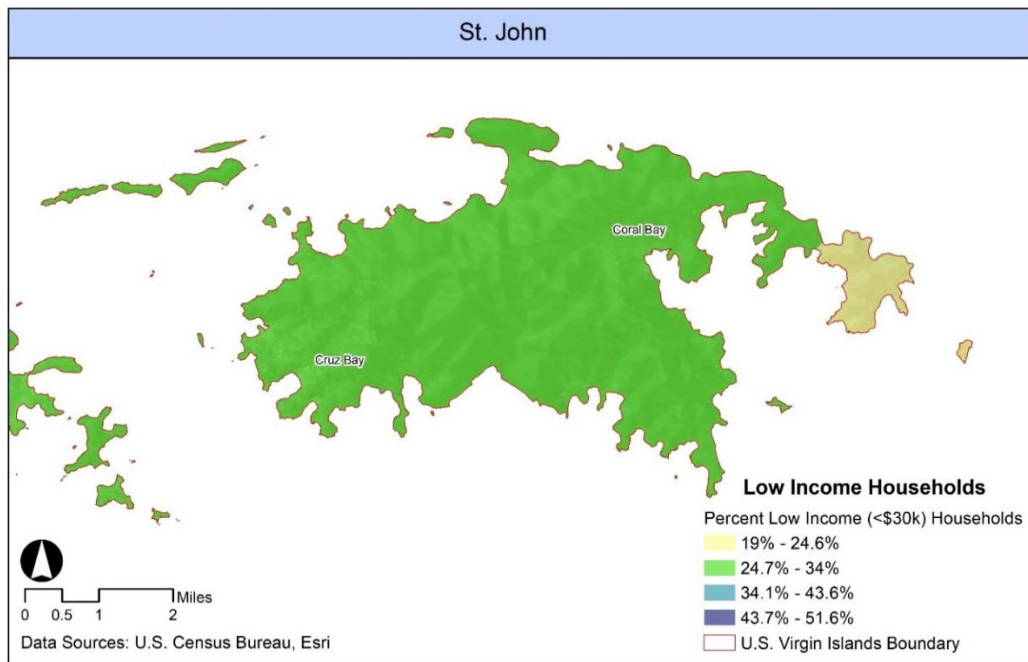 St. John
Coral Bay
Cruz Bay
Low Income Households
Percent Low Income (<$30k) Households
19% - 24.6%
24.7% - 34%
34.1% - 43.6%
43.7% - 51.6%
U.S. Virgin Islands Boundary
Miles
0 0.5 1 2
Data Sources: U.S. Census Bureau, Esri